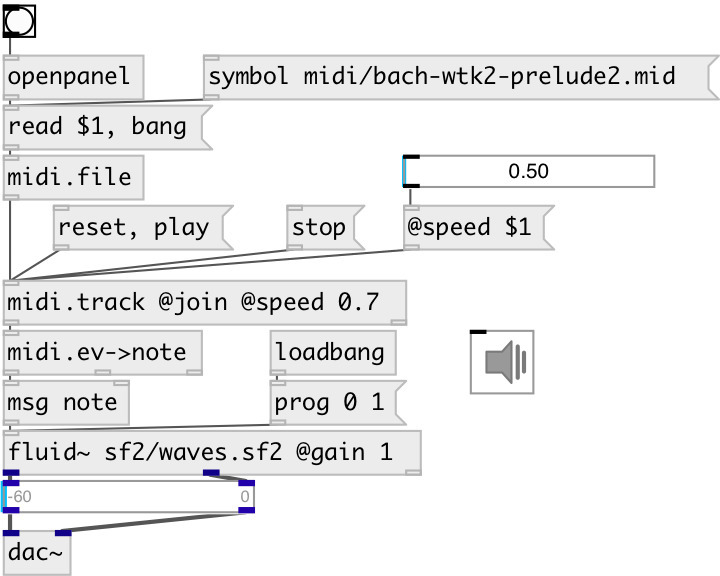 openpanel
symbol midi/bach-wtk2-prelude2.mid
read $1, bang
midi.file
0.50
reset, play
stop
@speed $1
midi.track @join @speed 0.7
midi.ev->note
loadbang
msg note
prog 0 1
fluid~ sf2/waves.sf2 @gain 1
-60
0
dac~